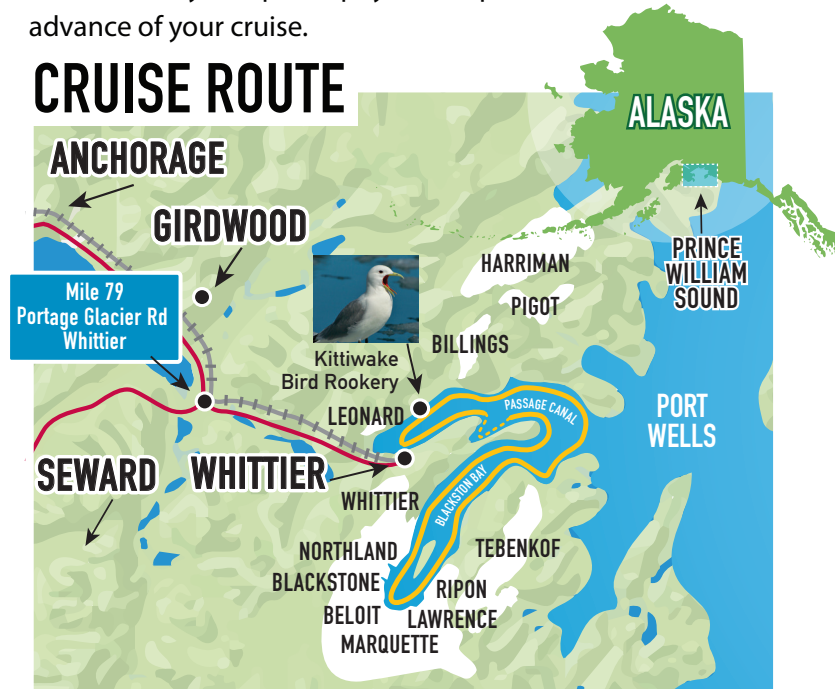 advance of your cruise.
CRUISE ROUTE
ALASKA
ANCHORAGE
GIRDWOOD
PRINCE
WILLIAM
SOUND
HARRIMAN
Mile 79
Portage Glacier Rd
Whittier
PIGOT
BILLINGS
Kittiwake
Bird Rookery
LEONARD
PASSAGE CANAL
PORT
WELLS
SEWARD
WHITTIER
WHITTIER
BLACKSTON BAY
NORTHLAND
TEBENKOF
BLACKSTONE
RIPON
BELOIT
LAWRENCE
MARQUETTE